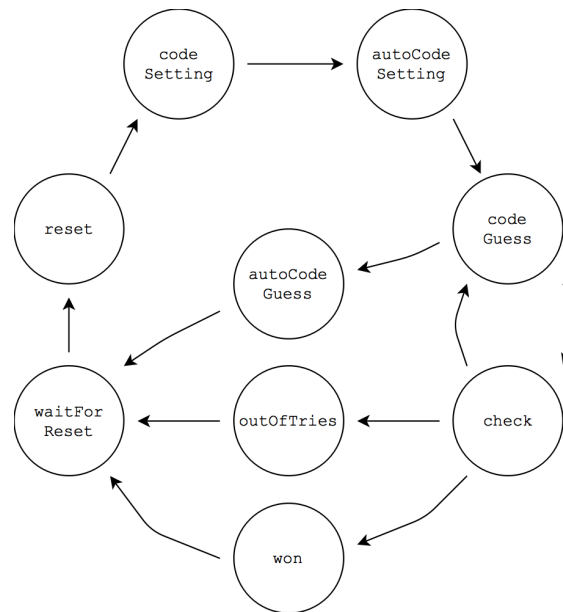 code
Setting
autoCode
Setting
reset
code
Guess
autoCode
Guess
waitFor
Reset
outOfTries
check
won